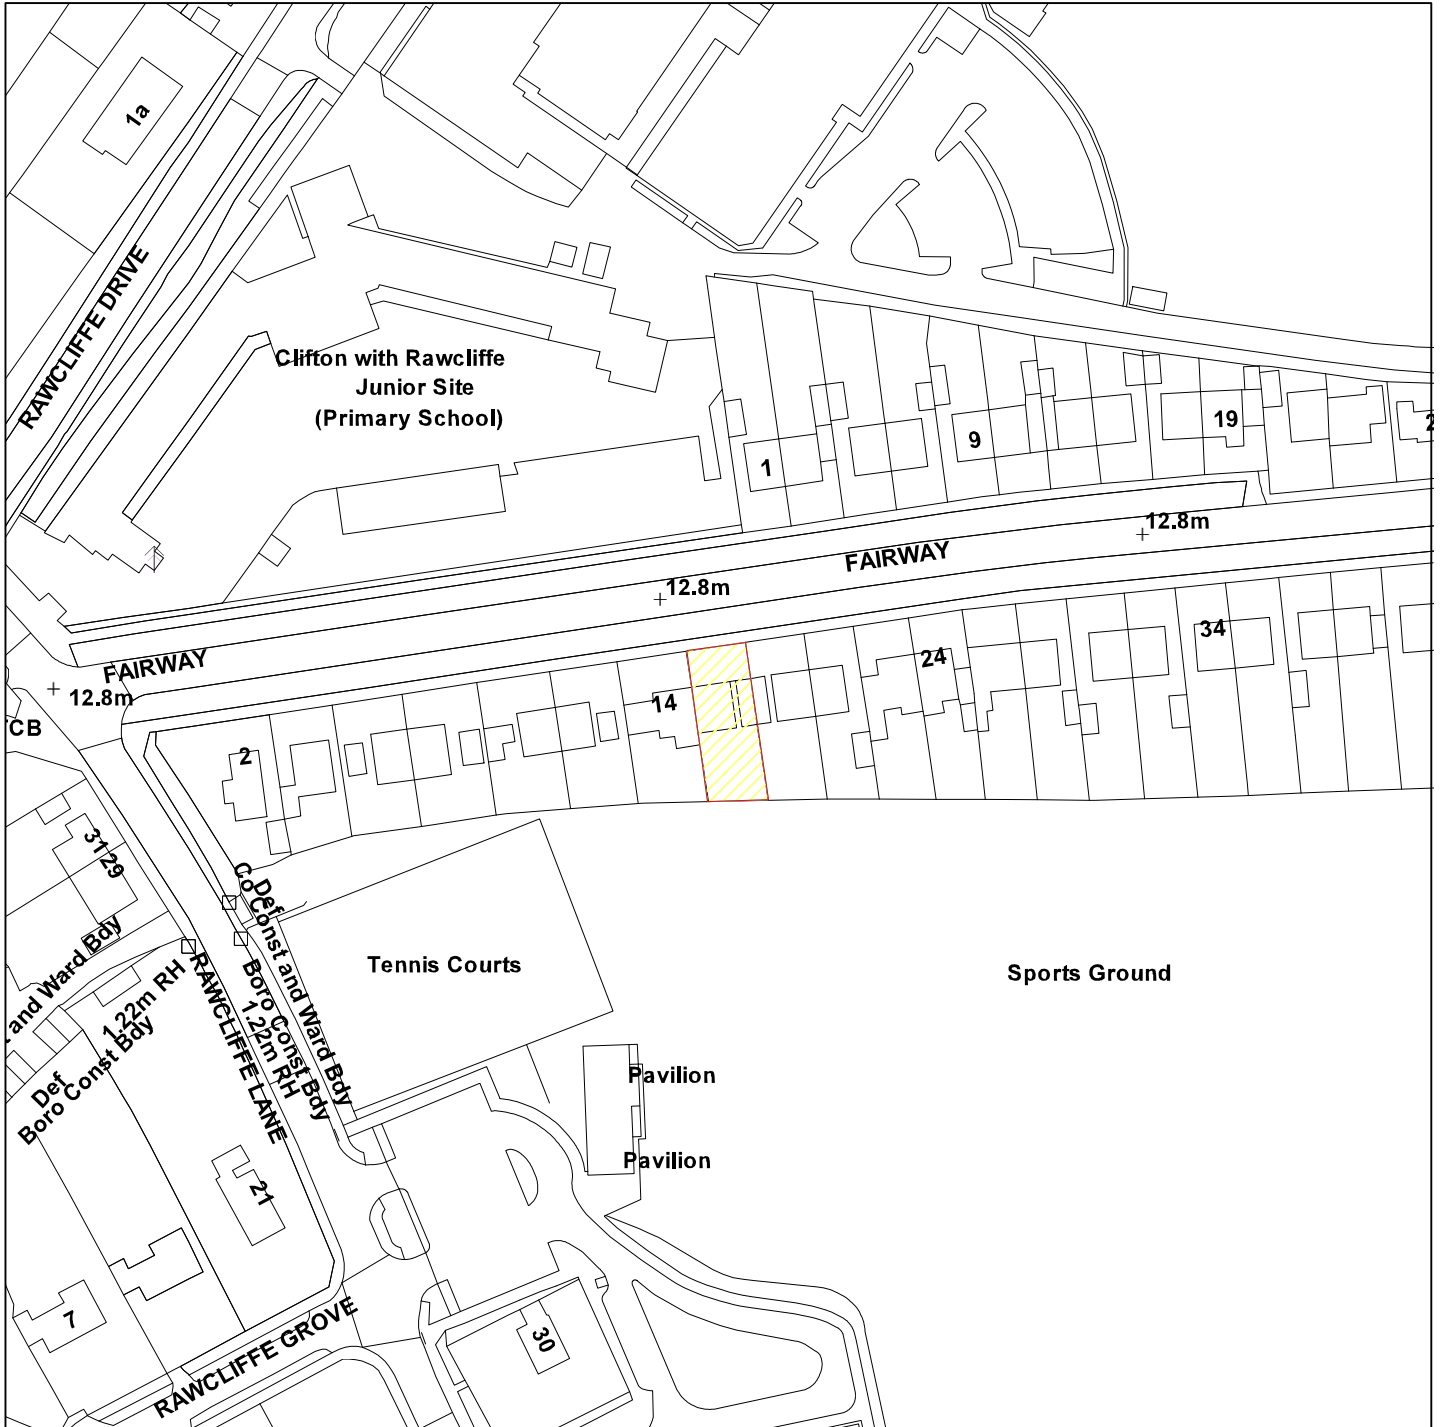 1a
RAWCLIFFE DRIVE
Clifton with Rawcliffe
Junior Site
(Primary School)
1
9
19
12.8m
FAIRWAY
12.8m
FAIRWAY
12.8m
CB
34
24
14
2
31
29
Def
Co Const and Ward Bdy
Tennis Courts
Sports Ground
and Ward Bdy
1.22m RH
Def
Boro Const Bdy
RAWCLIFFE LANE
Boro Const Bdy
1.22m RH
Pavilion
Pavilion
21
7
30
RAWCLIFFE GROVE